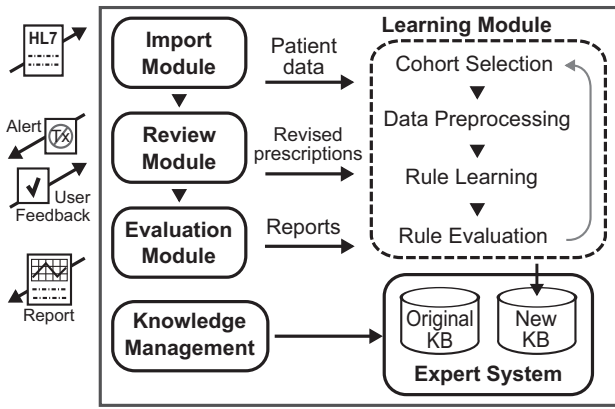 HL7
Alert
Tx
User
Feedback
Report
Import
Module
Review
Module
Evaluation
Module
Knowledge
Management
Patient
data
Revised
prescriptions
Reports
Learning Module
Cohort Selection
Data Preprocessing
Rule Learning
Rule Evaluation
Original
KB
New
KB
Expert System